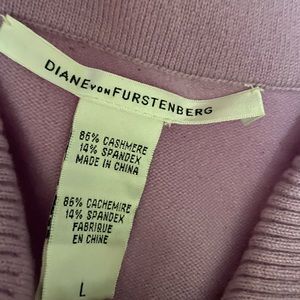 DIANE VON FURSTENBERG
86% CASHMERE
14% SPANDEX
MADE IN CHINA
86% CACHEMIRE
14% SPANDEX
FABRIQUE
EN CHINE
L